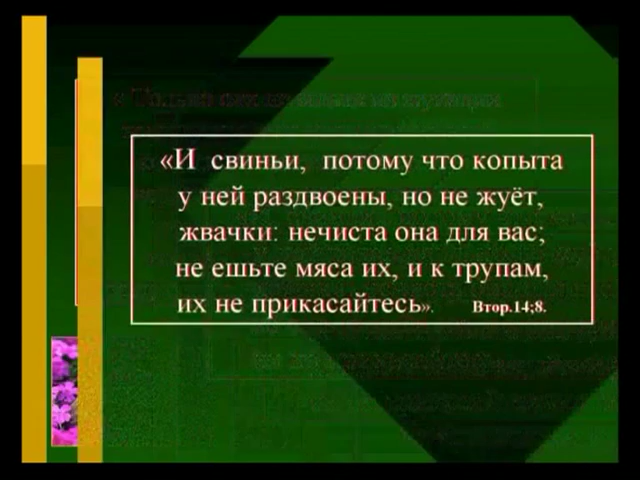 «И свиньи, потому что копыта
у ней раздвоены, но не жуёт,
жвачки: нечиста она для вас;
не ешьте мяса их, и к трупам,
их не прикасайтесь». Втор.14;8.